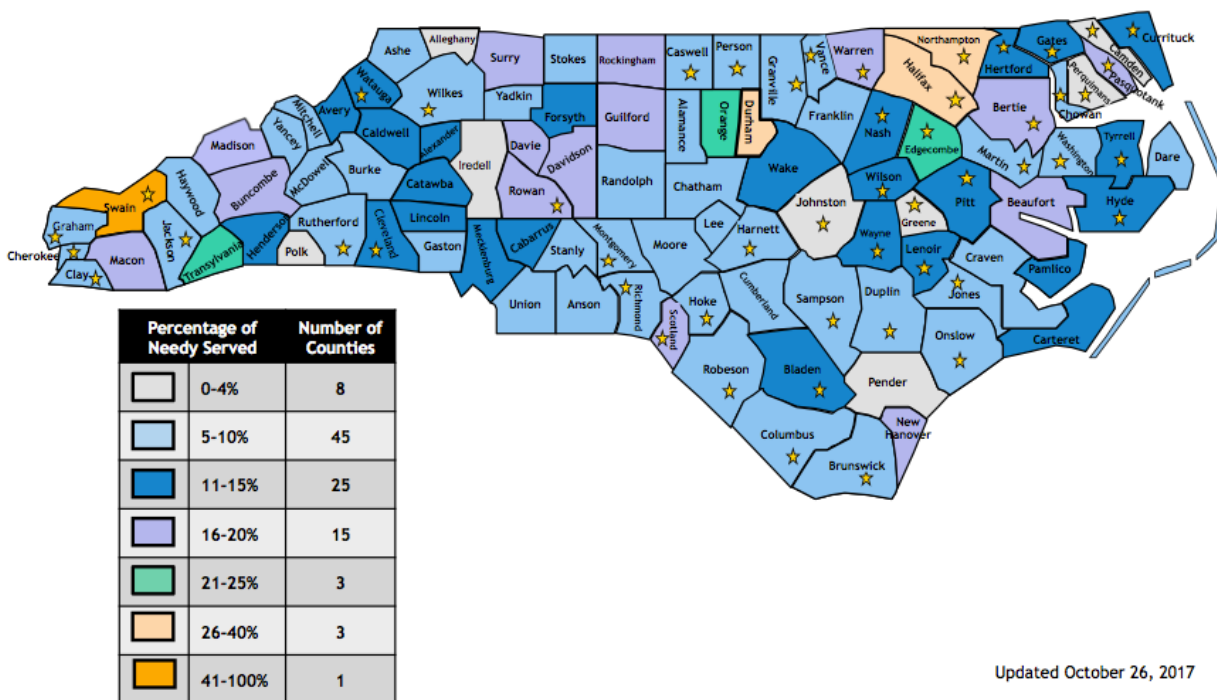 Ashe
Alleghany
Surry
Stokes
Rockingham
Caswell
Person
Granville
Vance
Warren
Northampton
Halifax
Hertford
Gates
Camden
Currituck
Pasquotank
Perquimans
Chowan
Bertie
Watauga
Wilkes
Yadkin
Forsyth
Guilford
Alamance
Orange
Durham
Franklin
Nash
Edgecombe
Martin
Washington
Tyrrell
Dare
Avery
Mitchell
Yancey
Caldwell
Alexander
Iredell
Davie
Davidson
Randolph
Chatham
Wake
Wilson
Pitt
Beaufort
Hyde
Madison
Buncombe
McDowell
Burke
Catawba
Rowan
Johnston
Greene
Haywood
Swain
Graham
Cherokee
Clay
Macon
Jackson
Transylvania
Henderson
Polk
Rutherford
Cleveland
Lincoln
Gaston
Mecklenburg
Cabarrus
Stanly
Montgomery
Moore
Lee
Harnett
Wayne
Lenoir
Craven
Pamlico
Jones
Carteret
Union
Anson
Richmond
Scotland
Hoke
Cumberland
Sampson
Duplin
Onslow
Robeson
Bladen
Pender
New
Hanover
Columbus
Brunswick
Percentage of Number of
Needy Served Counties
0-4% 8
5-10% 45
11-15% 25
16-20% 15
21-25% 3
26-40% 3
41-100% 1
Updated October 26, 2017